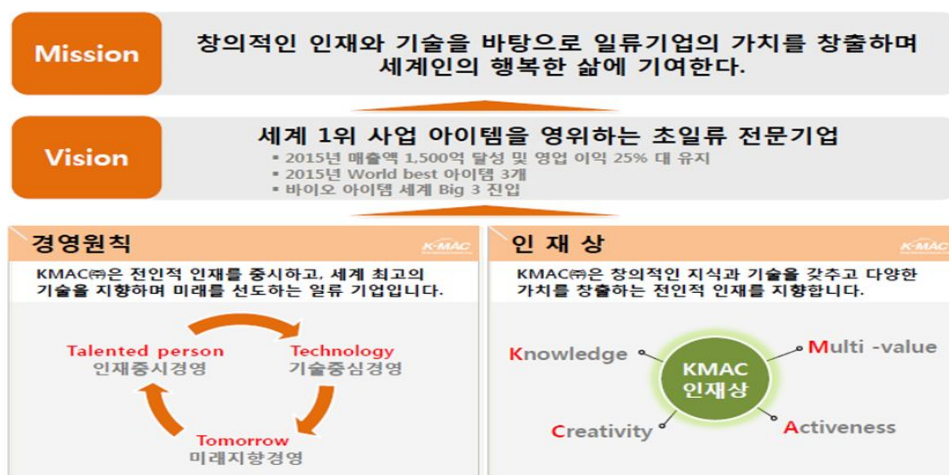 Mission
창의적인 인재와 기술을 바탕으로 일류기업의 가치를 창출하며
세계인의 행복한 삶에 기여한다.
Vision
세계 1위 사업 아이템을 영위하는 초일류 전문기업
▪ 2015년 매출액 1,500억 달성 및 영업 이익 25% 대 유지
▪ 2015년 World best 아이템 3개
▪ 바이오 아이템 세계 Big 3 진입
경영원칙
K-MAC
KMAC㈜은 전인적 인재를 중시하고, 세계 최고의
기술을 지향하며 미래를 선도하는 일류 기업입니다.
Talented person
인재중시경영
Technology
기술중심경영
Tomorrow
미래지향경영
인 재 상
K-MAC
KMAC㈜은 창의적인 지식과 기술을 갖추고 다양한
가치를 창출하는 전인적 인재를 지향합니다.
Knowledge
Multi -value
KMAC
인재상
Creativity
Activeness